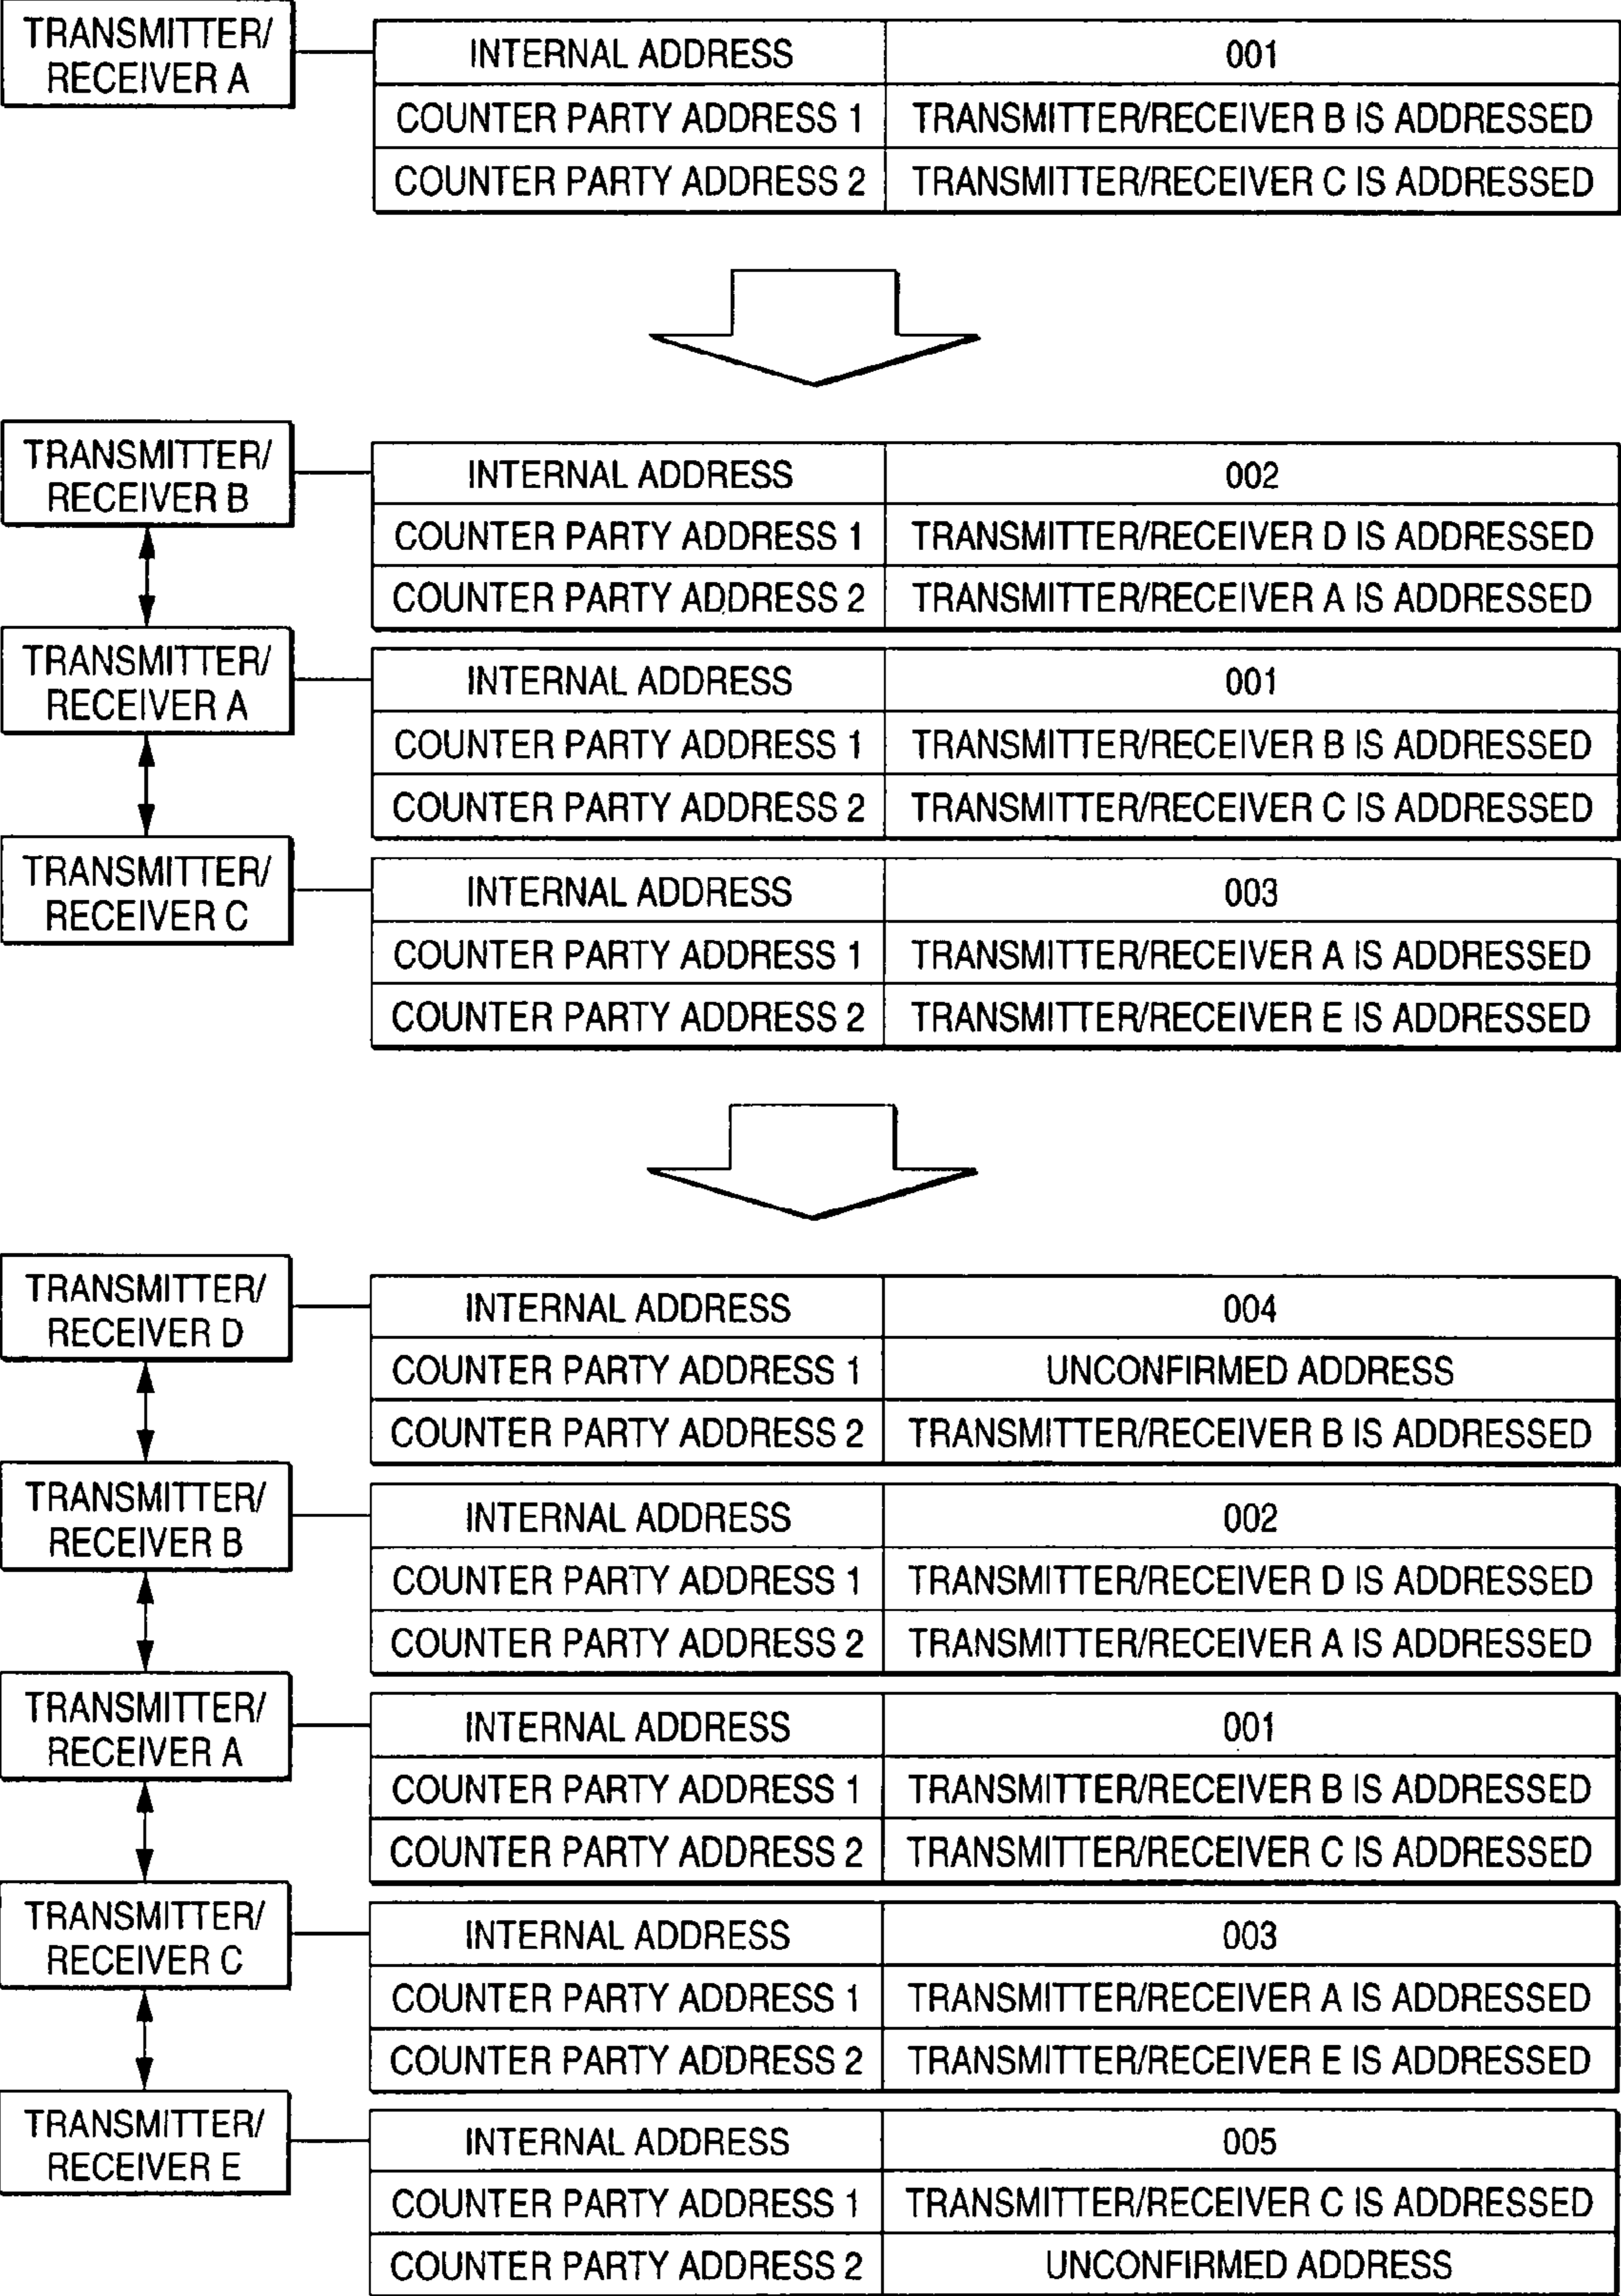 TRANSMITTER/
RECEIVER A
INTERNAL ADDRESS 001
COUNTER PARTY ADDRESS 1 TRANSMITTER/RECEIVER B IS ADDRESSED
COUNTER PARTY ADDRESS 2 TRANSMITTER/RECEIVER C IS ADDRESSED
TRANSMITTER/
RECEIVER B
INTERNAL ADDRESS 002
COUNTER PARTY ADDRESS 1 TRANSMITTER/RECEIVER D IS ADDRESSED
COUNTER PARTY ADDRESS 2 TRANSMITTER/RECEIVER A IS ADDRESSED
TRANSMITTER/
RECEIVER A
INTERNAL ADDRESS 001
COUNTER PARTY ADDRESS 1 TRANSMITTER/RECEIVER B IS ADDRESSED
COUNTER PARTY ADDRESS 2 TRANSMITTER/RECEIVER C IS ADDRESSED
TRANSMITTER/
RECEIVER C
INTERNAL ADDRESS 003
COUNTER PARTY ADDRESS 1 TRANSMITTER/RECEIVER A IS ADDRESSED
COUNTER PARTY ADDRESS 2 TRANSMITTER/RECEIVER E IS ADDRESSED
TRANSMITTER/
RECEIVER D
INTERNAL ADDRESS 004
COUNTER PARTY ADDRESS 1 UNCONFIRMED ADDRESS
COUNTER PARTY ADDRESS 2 TRANSMITTER/RECEIVER B IS ADDRESSED
TRANSMITTER/
RECEIVER B
INTERNAL ADDRESS 002
COUNTER PARTY ADDRESS 1 TRANSMITTER/RECEIVER D IS ADDRESSED
COUNTER PARTY ADDRESS 2 TRANSMITTER/RECEIVER A IS ADDRESSED
TRANSMITTER/
RECEIVER A
INTERNAL ADDRESS 001
COUNTER PARTY ADDRESS 1 TRANSMITTER/RECEIVER B IS ADDRESSED
COUNTER PARTY ADDRESS 2 TRANSMITTER/RECEIVER C IS ADDRESSED
TRANSMITTER/
RECEIVER C
INTERNAL ADDRESS 003
COUNTER PARTY ADDRESS 1 TRANSMITTER/RECEIVER A IS ADDRESSED
COUNTER PARTY ADDRESS 2 TRANSMITTER/RECEIVER E IS ADDRESSED
TRANSMITTER/
RECEIVER E
INTERNAL ADDRESS 005
COUNTER PARTY ADDRESS 1 TRANSMITTER/RECEIVER C IS ADDRESSED
COUNTER PARTY ADDRESS 2 UNCONFIRMED ADDRESS